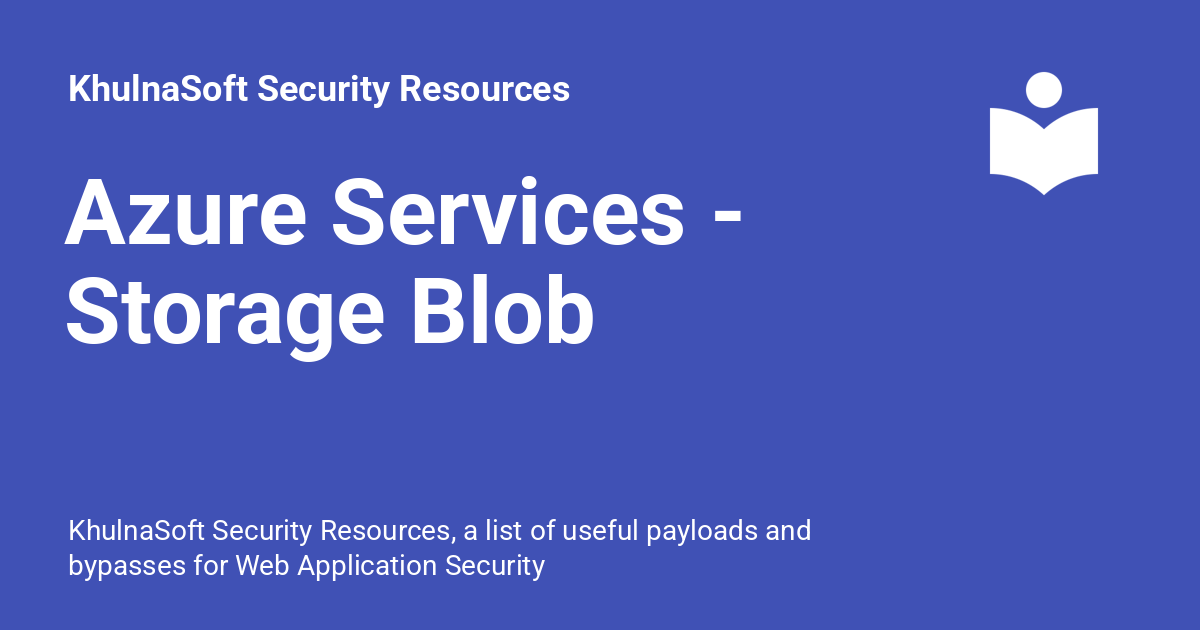 KhulnaSoft Security Resources
Azure Services -
Storage Blob
KhulnaSoft Security Resources, a list of useful payloads and
bypasses for Web Application Security